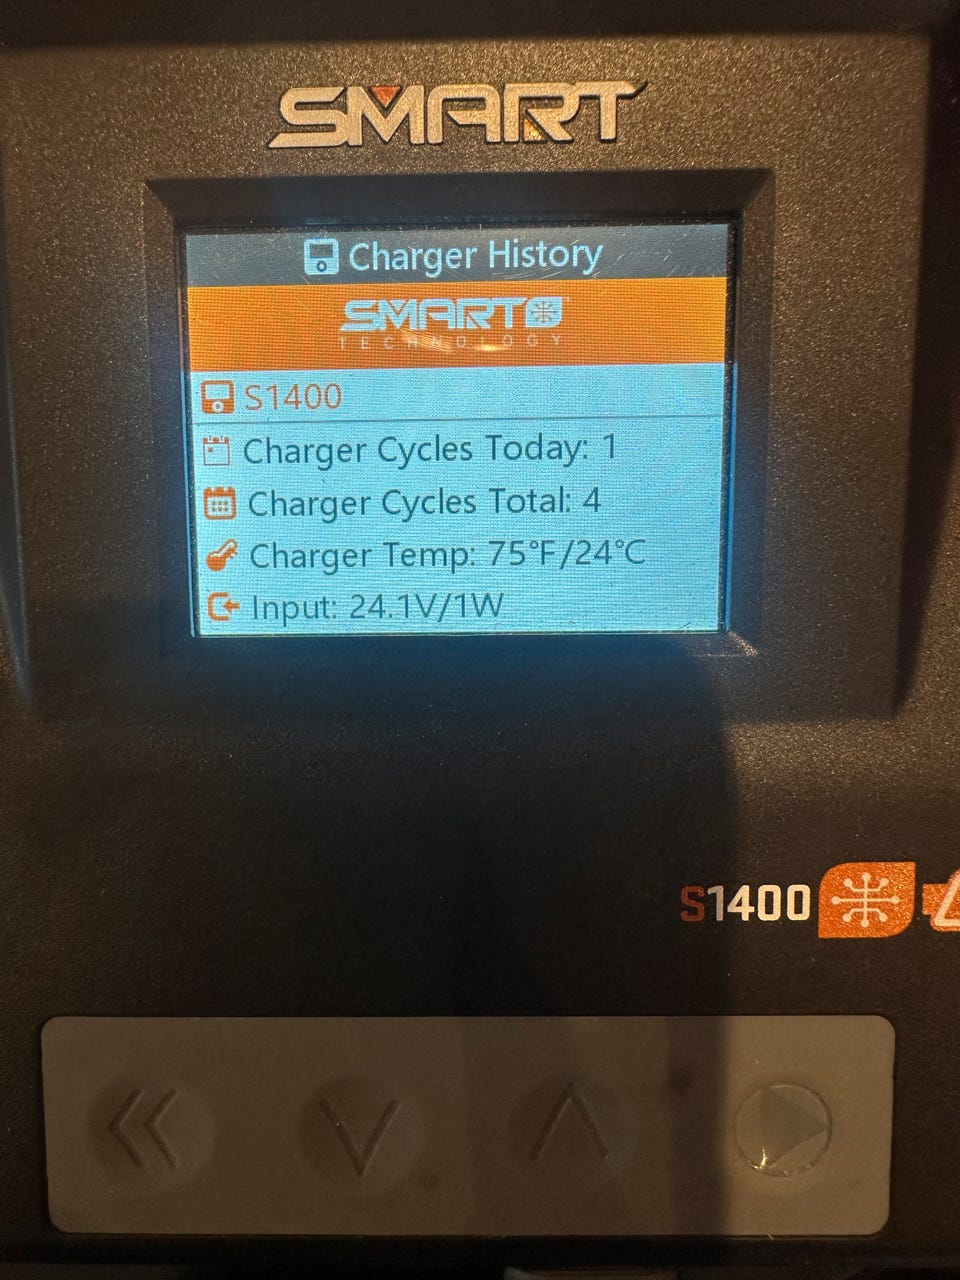 SMART
Charger History
SMART
TECHNOLOGY
S1400
Charger Cycles Today: 1
Charger Cycles Total: 4
Charger Temp: 75°F/24°C
Input: 24.1V/1W
S1400